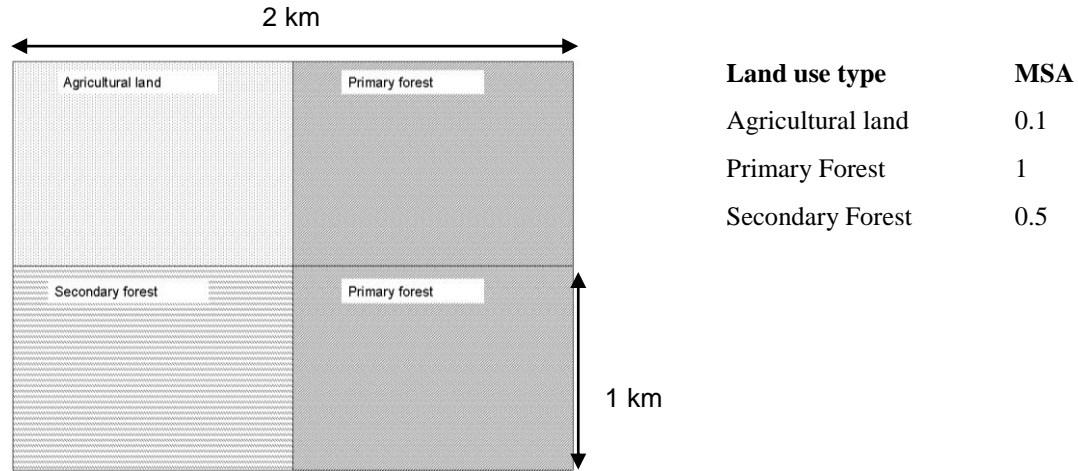 2 km
Agricultural land
Primary forest
Secondary forest
Primary forest
1 km
Land use type MSA
Agricultural land 0.1
Primary Forest 1
Secondary Forest 0.5